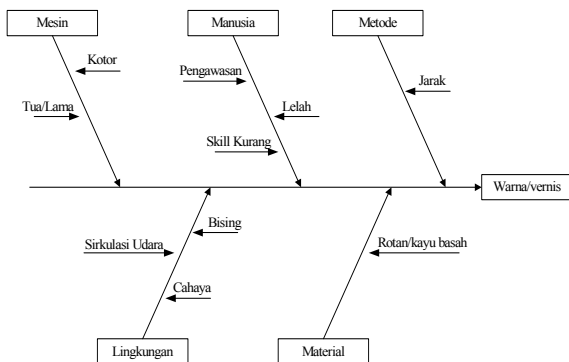 Mesin
Manusia
Metode
Kotor
Pengawasan
Jarak
Tua/Lama
Lelah
Skill Kurang
Warna/vernis
Bising
Sirkulasi Udara
Rotan/kayu basah
Cahaya
Lingkungan
Material